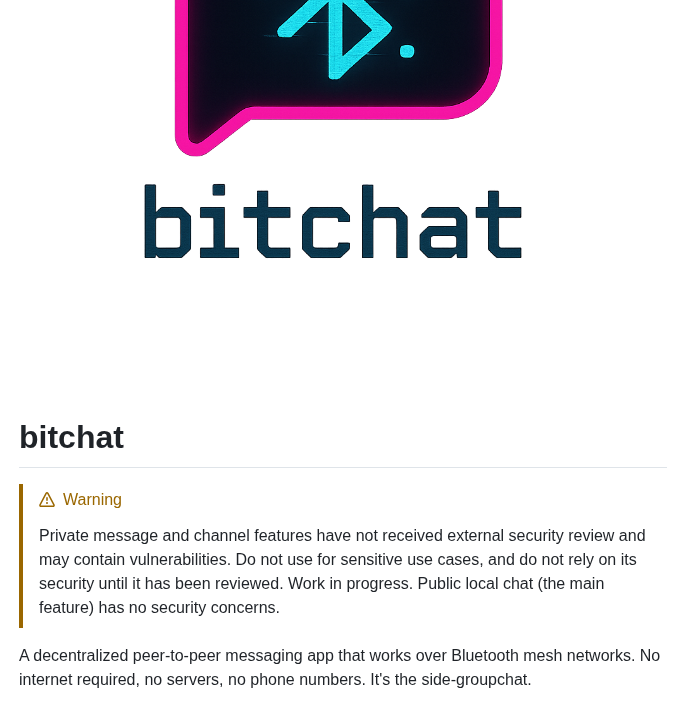 bitchat
bitchat
Warning
Private message and channel features have not received external security review and
may contain vulnerabilities. Do not use for sensitive use cases, and do not rely on its
security until it has been reviewed. Work in progress. Public local chat (the main
feature) has no security concerns.
A decentralized peer-to-peer messaging app that works over Bluetooth mesh networks. No
internet required, no servers, no phone numbers. It's the side-groupchat.